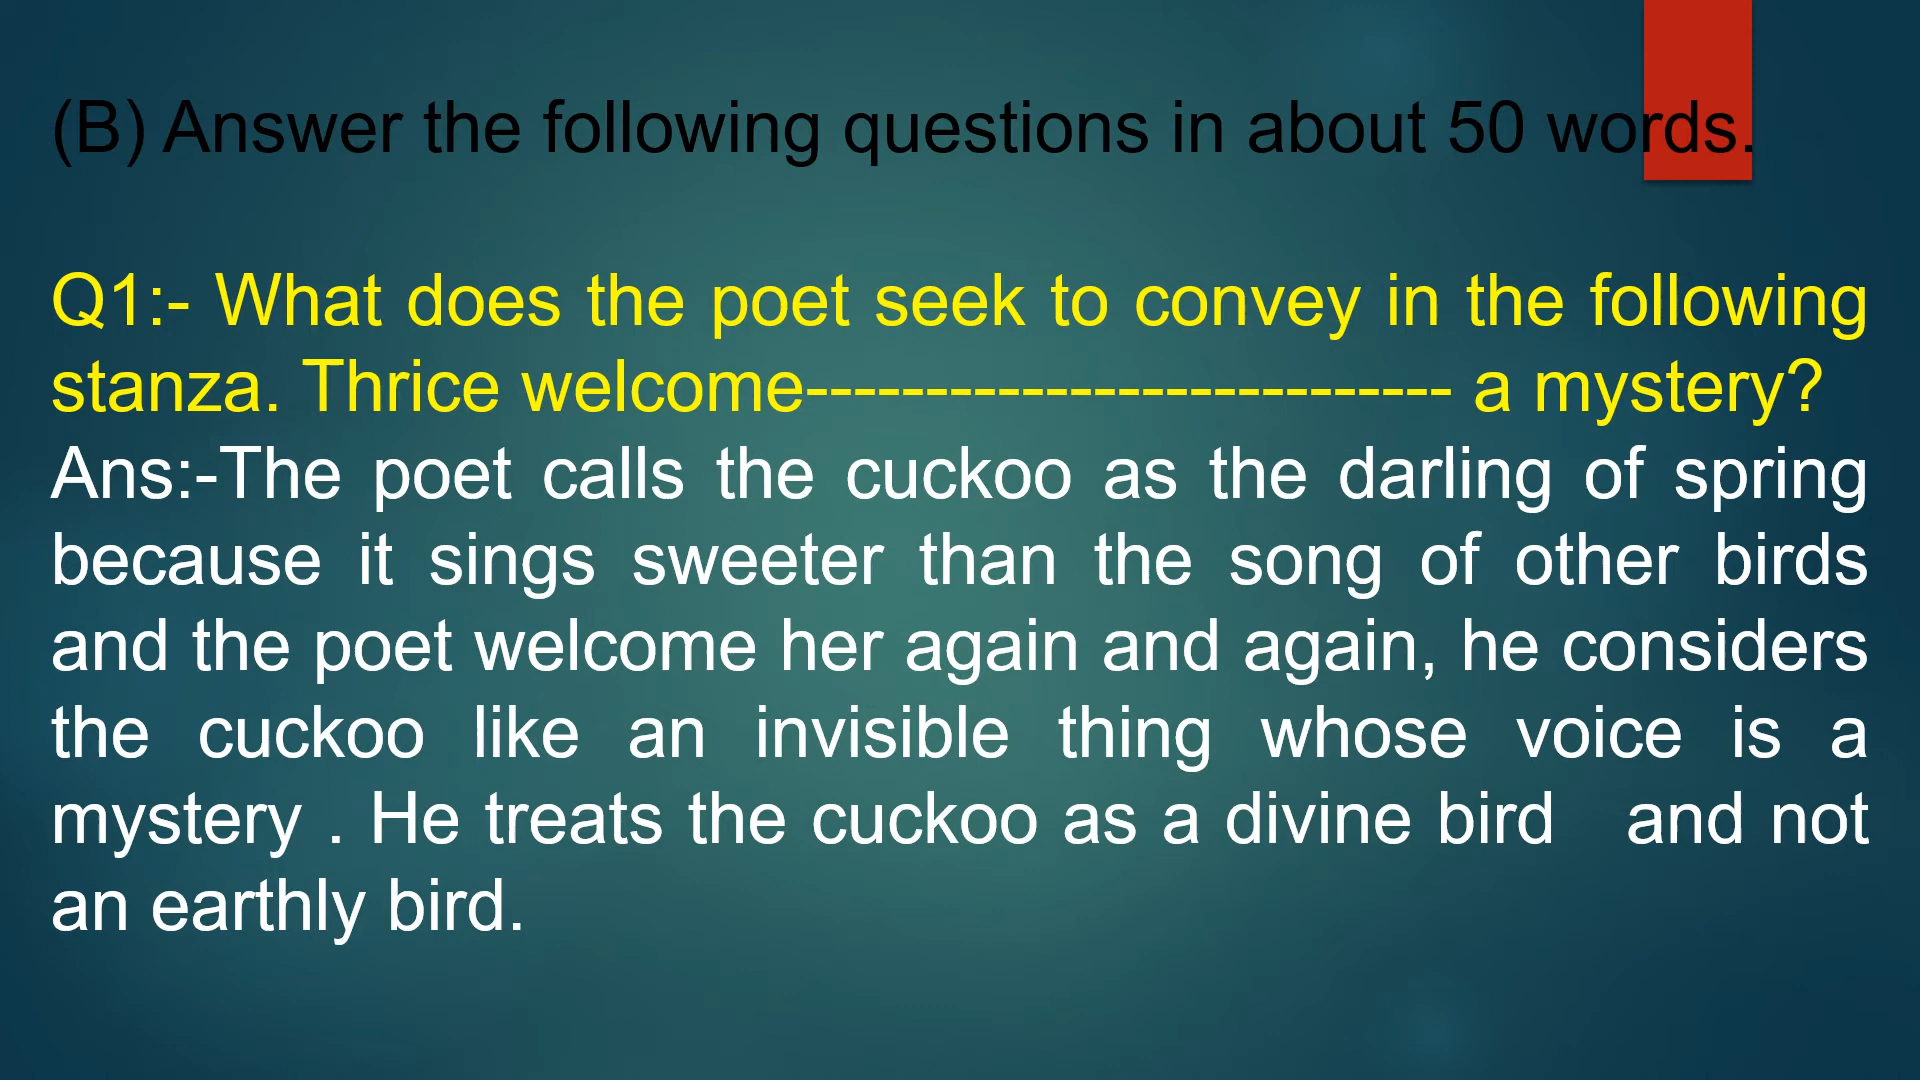 (B) Answer the following questions in about 50 words.
Q1:- What does the poet seek to convey in the following
stanza. Thrice welcome--------------------------- a mystery?
Ans:-The poet calls the cuckoo as the darling of spring
because it sings sweeter than the song of other birds
and the poet welcome her again and again, he considers
the cuckoo like an invisible thing whose voice is a
mystery . He treats the cuckoo as a divine bird   and not
an earthly bird.